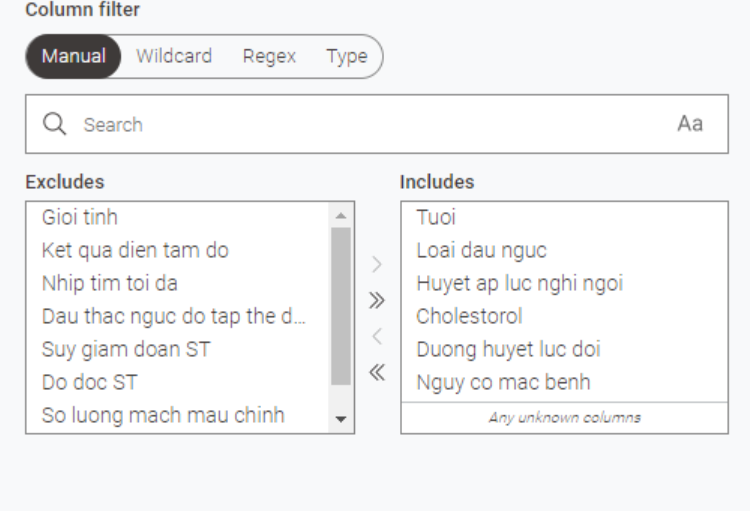 Column filter
Manual Wildcard Regex Type
Search Aa
Excludes
Gioi tinh
Ket qua dien tam do
Nhip tim toi da
Dau thac nguc do tap the d...
Suy giam doan ST
Do doc ST
So luong mach mau chinh
Includes
Tuoi
Loai dau nguc
Huyet ap luc nghi ngoi
Cholestorol
Duong huyet luc doi
Nguy co mac benh
Any unknown columns